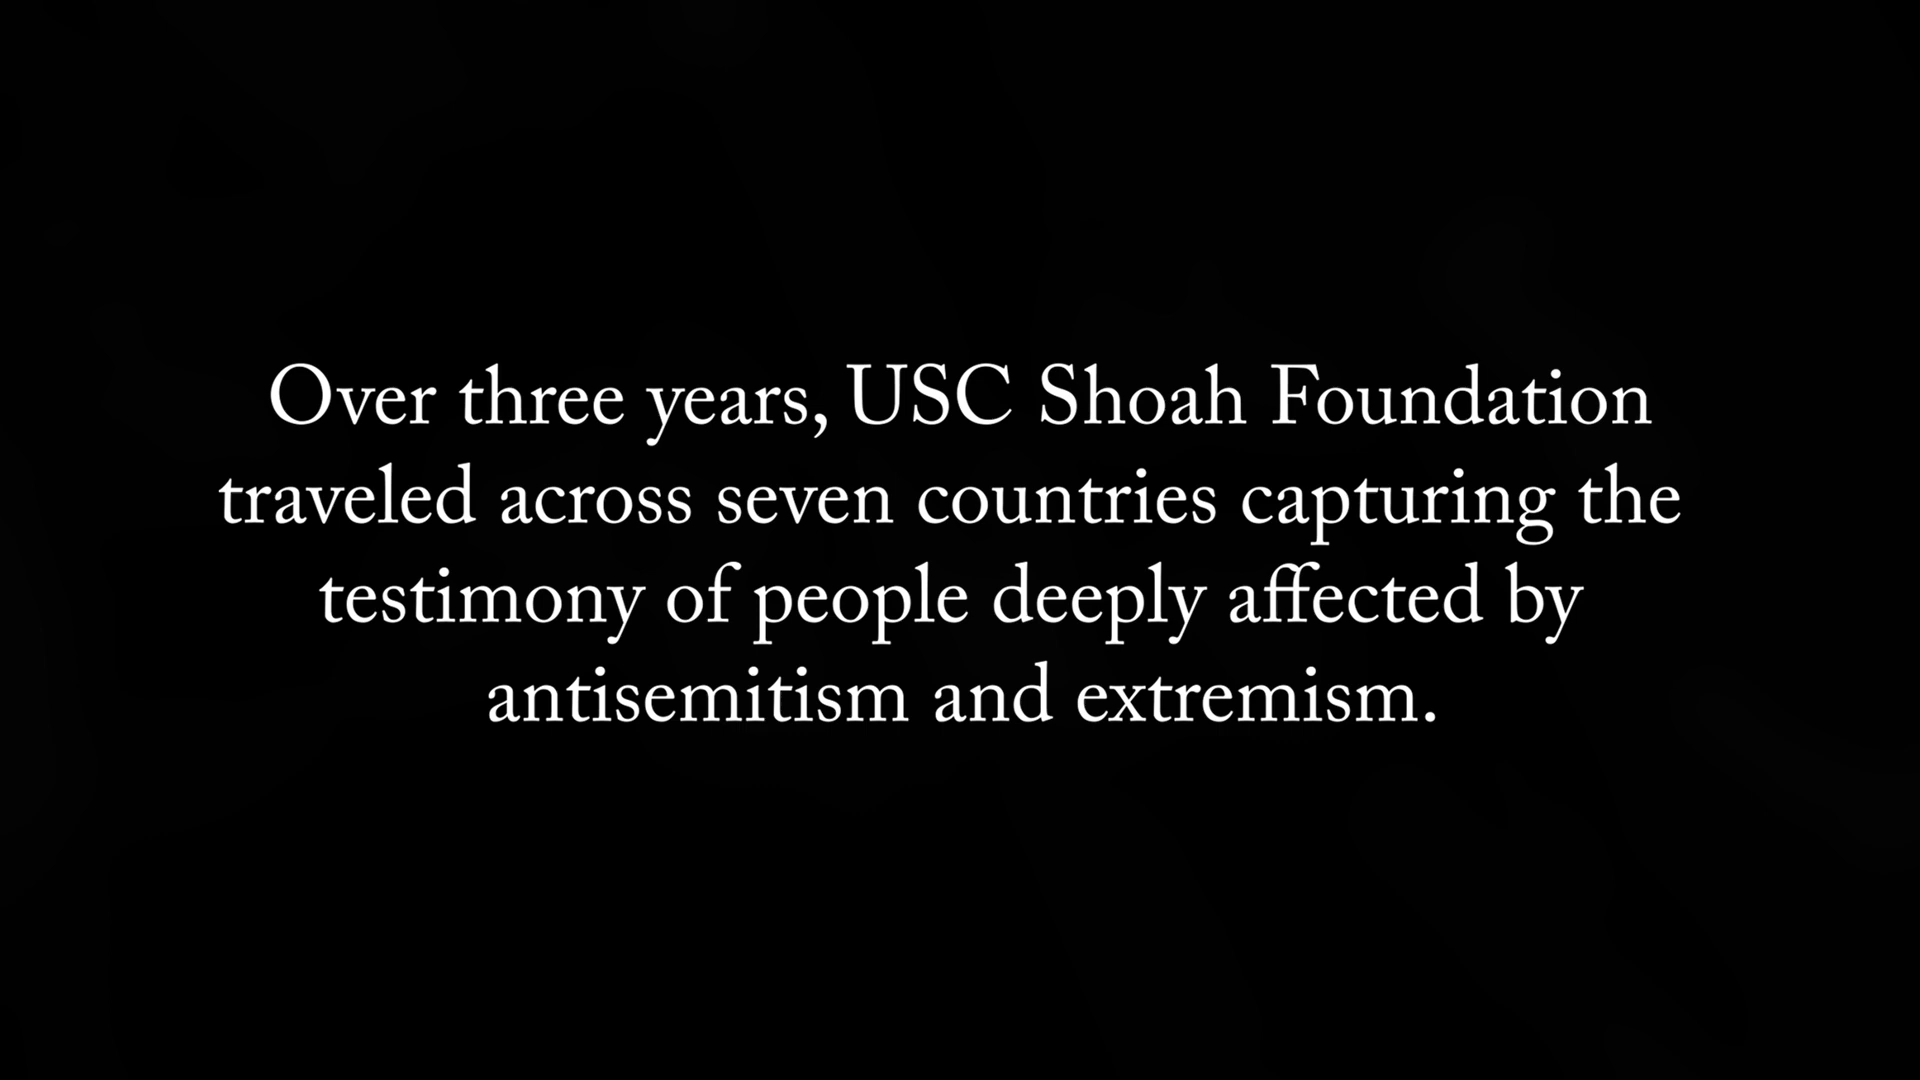 Over three years, USC Shoah Foundation
traveled across seven countries capturing the
testimony of people deeply affected by
antisemitism and extremism.